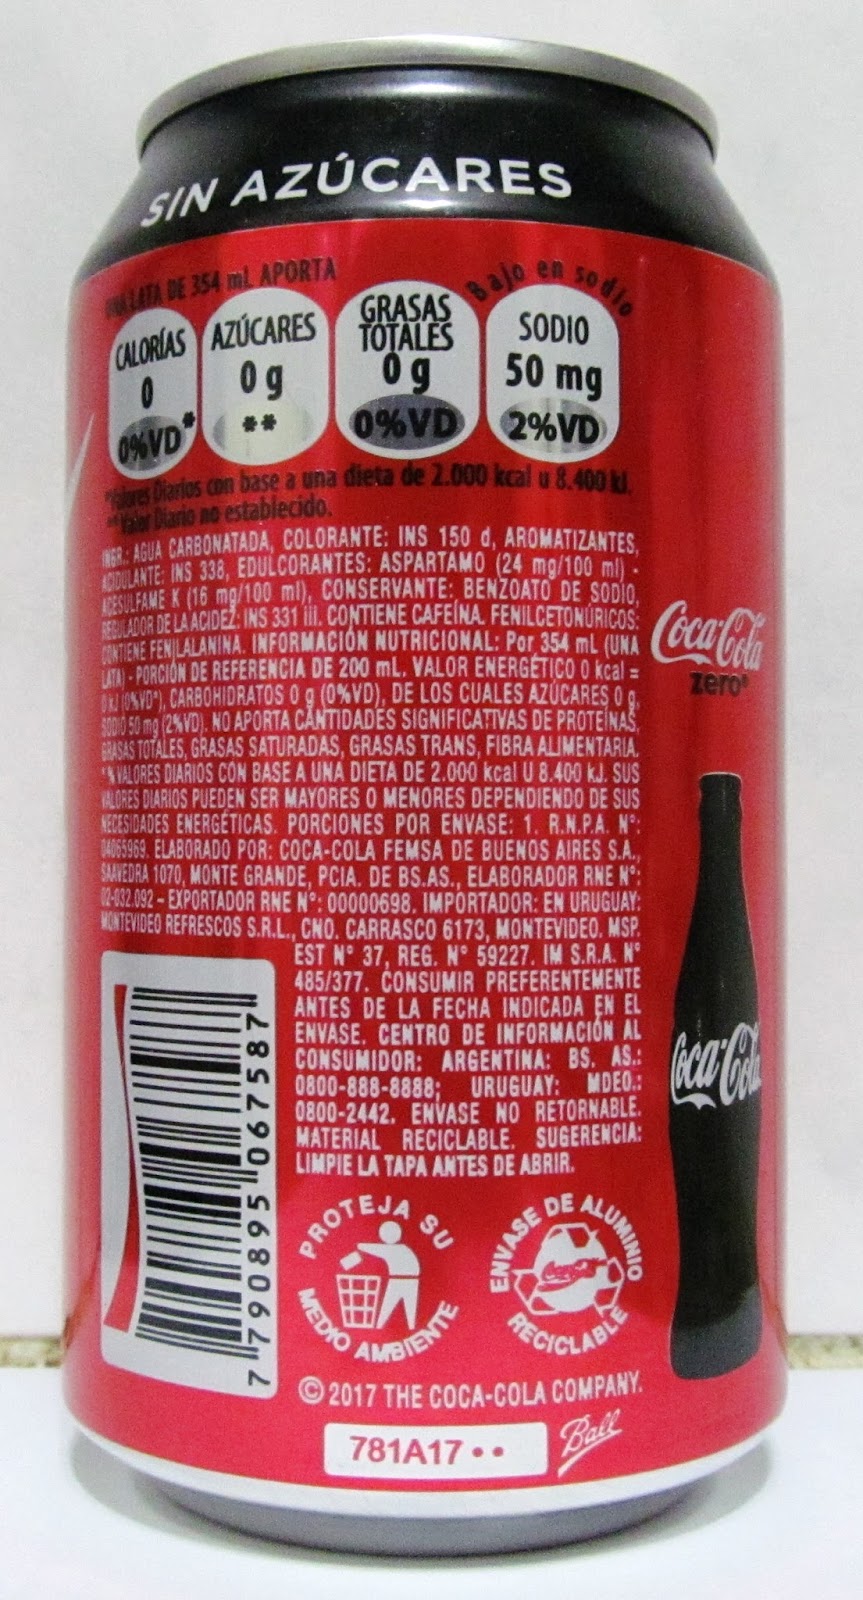 SIN AZÚCARES
UNA LATA DE 354 mL APORTA
Bajo en sodio
CALORÍAS
0
0%VD*
AZÚCARES
0 g
**
GRASAS
TOTALES
0 g
0%VD
SODIO
50 mg
2%VD
*Valores Diarios con base a una dieta de 2.000 kcal u 8.400 kJ.
**Valor Diario no establecido.
INGR.: AGUA CARBONATADA, COLORANTE: INS 150 d, AROMATIZANTES,
ACIDULANTE: INS 338, EDULCORANTES: ASPARTAMO (24 mg/100 ml) -
ACESULFAME K (16 mg/100 ml), CONSERVANTE: BENZOATO DE SODIO,
REGULADOR DE LA ACIDEZ: INS 331 iii. CONTIENE CAFEÍNA. FENILCETONÚRICOS:
CONTIENE FENILALANINA. INFORMACIÓN NUTRICIONAL: Por 354 mL (UNA
LATA) - PORCIÓN DE REFERENCIA DE 200 mL. VALOR ENERGÉTICO 0 kcal =
0 kJ (0%VD*), CARBOHIDRATOS 0 g (0%VD), DE LOS CUALES AZÚCARES 0 g,
SODIO 50 mg (2%VD). NO APORTA CANTIDADES SIGNIFICATIVAS DE PROTEÍNAS,
GRASAS TOTALES, GRASAS SATURADAS, GRASAS TRANS, FIBRA ALIMENTARIA.
*% VALORES DIARIOS CON BASE A UNA DIETA DE 2.000 kcal U 8.400 kJ. SUS
VALORES DIARIOS PUEDEN SER MAYORES O MENORES DEPENDIENDO DE SUS
NECESIDADES ENERGÉTICAS. PORCIONES POR ENVASE: 1. R.N.P.A. N°:
04065969. ELABORADO POR: COCA-COLA FEMSA DE BUENOS AIRES S.A.,
SAAVEDRA 1070, MONTE GRANDE, PCIA. DE BS.AS., ELABORADOR RNE N°:
02-032.092 – EXPORTADOR RNE N°: 00000698. IMPORTADOR: EN URUGUAY:
MONTEVIDEO REFRESCOS S.R.L., CNO. CARRASCO 6173, MONTEVIDEO. MSP.
EST N° 37, REG. N° 59227. IM S.R.A. N°
485/377. CONSUMIR PREFERENTEMENTE
ANTES DE LA FECHA INDICADA EN EL
ENVASE. CENTRO DE INFORMACIÓN AL
CONSUMIDOR: ARGENTINA: BS. AS.:
0800-888-8888; URUGUAY: MDEO.:
0800-2442. ENVASE NO RETORNABLE.
MATERIAL RECICLABLE. SUGERENCIA:
LIMPIE LA TAPA ANTES DE ABRIR.
Coca-Cola
zero
Coca-Cola
7 790895 067587
PROTEJA SU
MEDIO AMBIENTE
ENVASE DE ALUMINIO
Coca-Cola
RECICLABLE
© 2017 THE COCA-COLA COMPANY.
781A17 ••
Ball